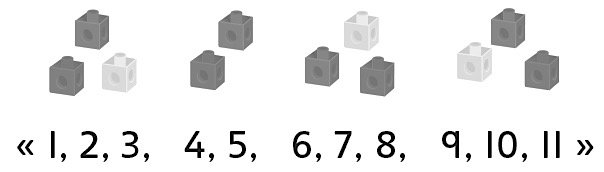 « 1, 2, 3, 4, 5, 6, 7, 8, 9, 10, 11 »